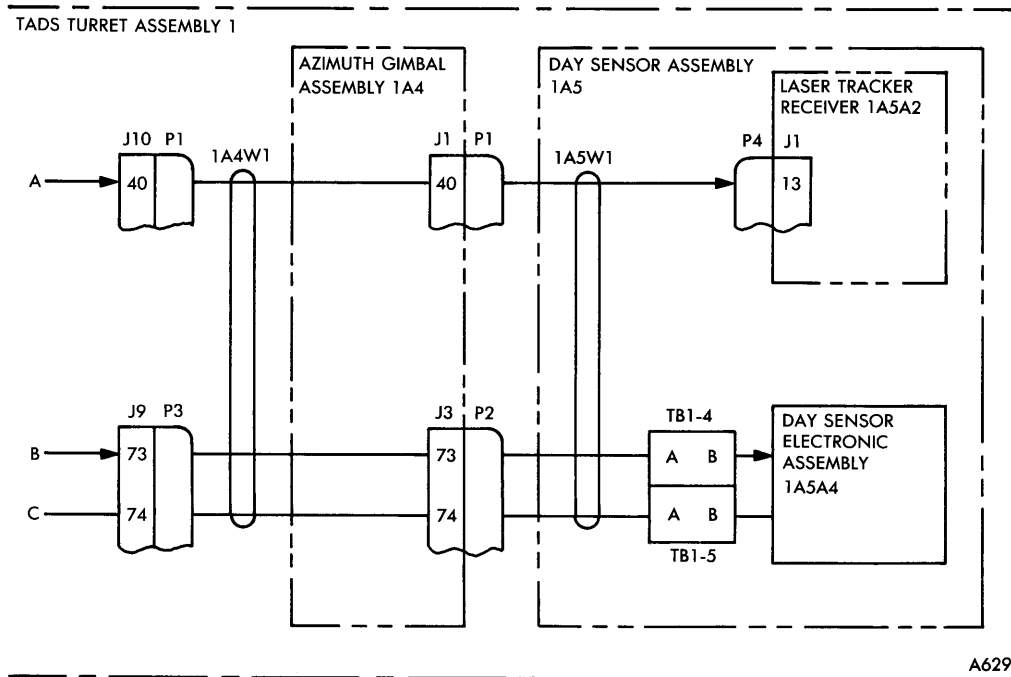 TADS TURRET ASSEMBLY 1
AZIMUTH GIMBAL
ASSEMBLY 1A4
DAY SENSOR ASSEMBLY
1A5
LASER TRACKER
RECEIVER 1A5A2
J10 P1
1A4W1
J1 P1
1A5W1
P4 J1
A
40
40
13
J9 P3
J3 P2
TB1-4
DAY SENSOR
ELECTRONIC
ASSEMBLY
1A5A4
B
73
73
A B
C
74
74
A B
TB1-5
A629